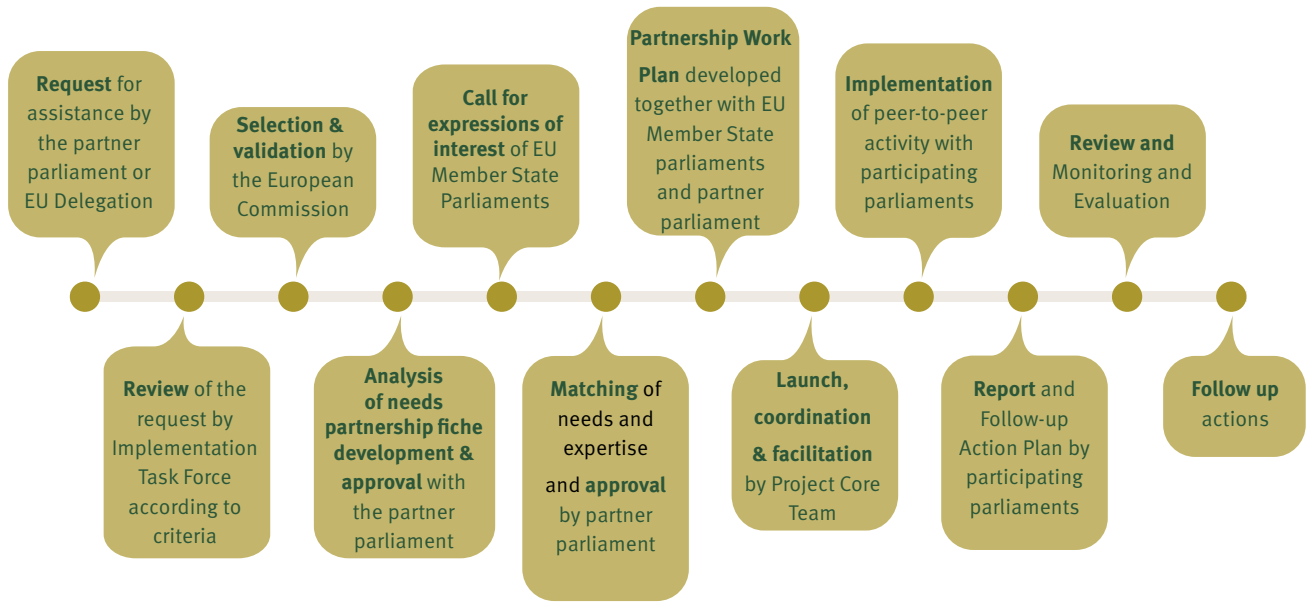 Request for
assistance by
the partner
parliament or
EU Delegation
Review of the
request by
Implementation
Task Force
according to
criteria
Selection &
validation by
the European
Commission
Analysis
of needs
partnership fiche
development &
approval with
the partner
parliament
Call for
expressions of
interest of EU
Member State
Parliaments
Matching of
needs and
expertise
and approval
by partner
parliament
Partnership Work
Plan developed
together with EU
Member State
parliaments
and partner
parliament
Launch,
coordination
& facilitation
by Project Core
Team
Implementation
of peer-to-peer
activity with
participating
parliaments
Report and
Follow-up
Action Plan by
participating
parliaments
Review and
Monitoring and
Evaluation
Follow up
actions